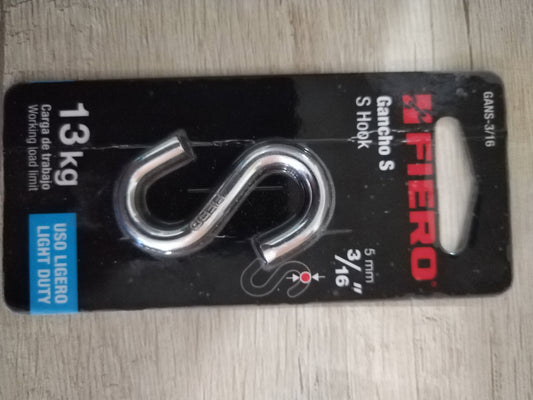 GANS-3/16
FIERO®
Gancho S
S Hook
5 mm
3/16"
13 kg
Carga de trabajo
Working load limit
USO LIGERO
LIGHT DUTY